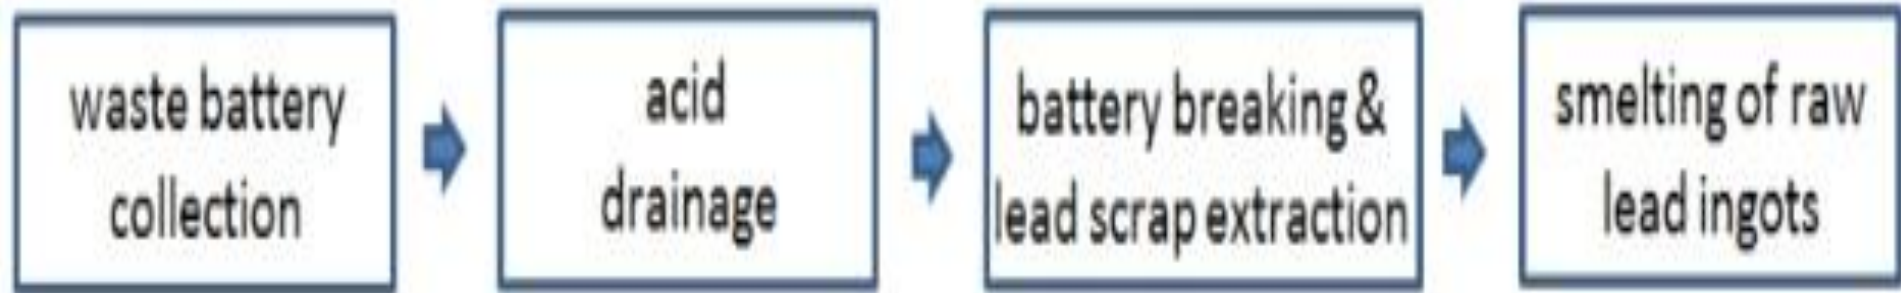 waste battery
collection
acid
drainage
battery breaking &
lead scrap extraction
smelting of raw
lead ingots